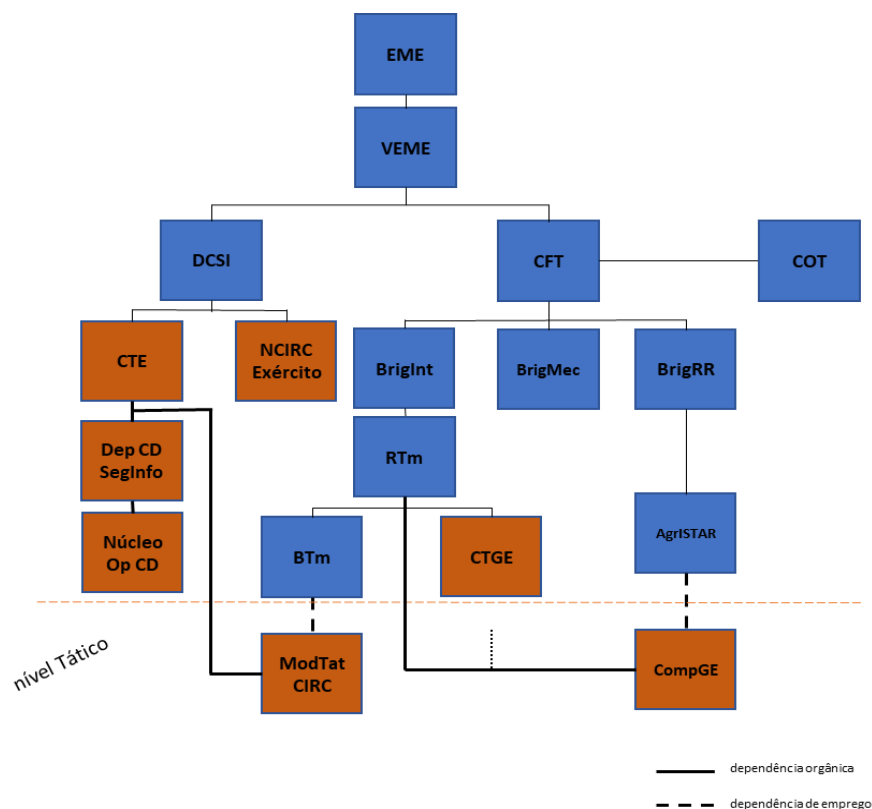 EME
VEME
DCSI
CFT
COT
CTE
NCIRC
Exército
BrigInt
BrigMec
BrigRR
Dep CD
SegInfo
RTm
Núcleo
Op CD
BTm
CTGE
AgrISTAR
nível Tático
ModTat
CIRC
CompGE
dependência orgânica
dependência de emprego